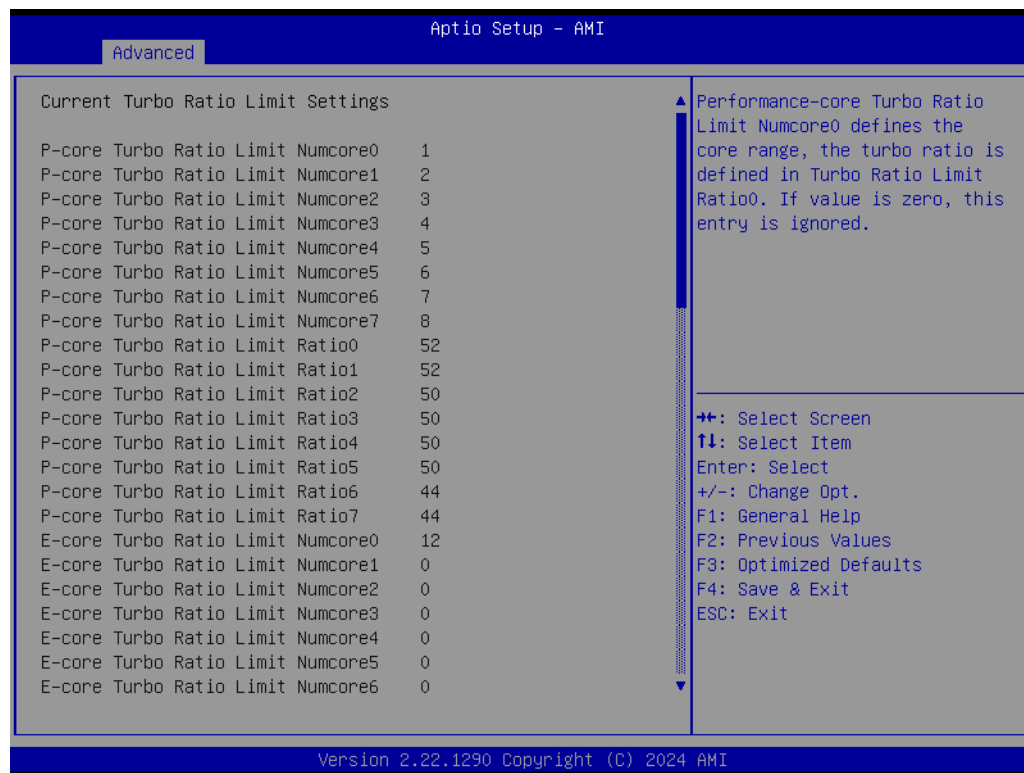 Aptio Setup - AMI
Advanced
Current Turbo Ratio Limit Settings
P-core Turbo Ratio Limit Numcore0 1
P-core Turbo Ratio Limit Numcore1 2
P-core Turbo Ratio Limit Numcore2 3
P-core Turbo Ratio Limit Numcore3 4
P-core Turbo Ratio Limit Numcore4 5
P-core Turbo Ratio Limit Numcore5 6
P-core Turbo Ratio Limit Numcore6 7
P-core Turbo Ratio Limit Numcore7 8
P-core Turbo Ratio Limit Ratio0 52
P-core Turbo Ratio Limit Ratio1 52
P-core Turbo Ratio Limit Ratio2 50
P-core Turbo Ratio Limit Ratio3 50
P-core Turbo Ratio Limit Ratio4 50
P-core Turbo Ratio Limit Ratio5 50
P-core Turbo Ratio Limit Ratio6 44
P-core Turbo Ratio Limit Ratio7 44
E-core Turbo Ratio Limit Numcore0 12
E-core Turbo Ratio Limit Numcore1 0
E-core Turbo Ratio Limit Numcore2 0
E-core Turbo Ratio Limit Numcore3 0
E-core Turbo Ratio Limit Numcore4 0
E-core Turbo Ratio Limit Numcore5 0
E-core Turbo Ratio Limit Numcore6 0
Performance-core Turbo Ratio
Limit Numcore0 defines the
core range, the turbo ratio is
defined in Turbo Ratio Limit
Ratio0. If value is zero, this
entry is ignored.
→←: Select Screen
↑↓: Select Item
Enter: Select
+/-: Change Opt.
F1: General Help
F2: Previous Values
F3: Optimized Defaults
F4: Save & Exit
ESC: Exit
Version 2.22.1290 Copyright (C) 2024 AMI